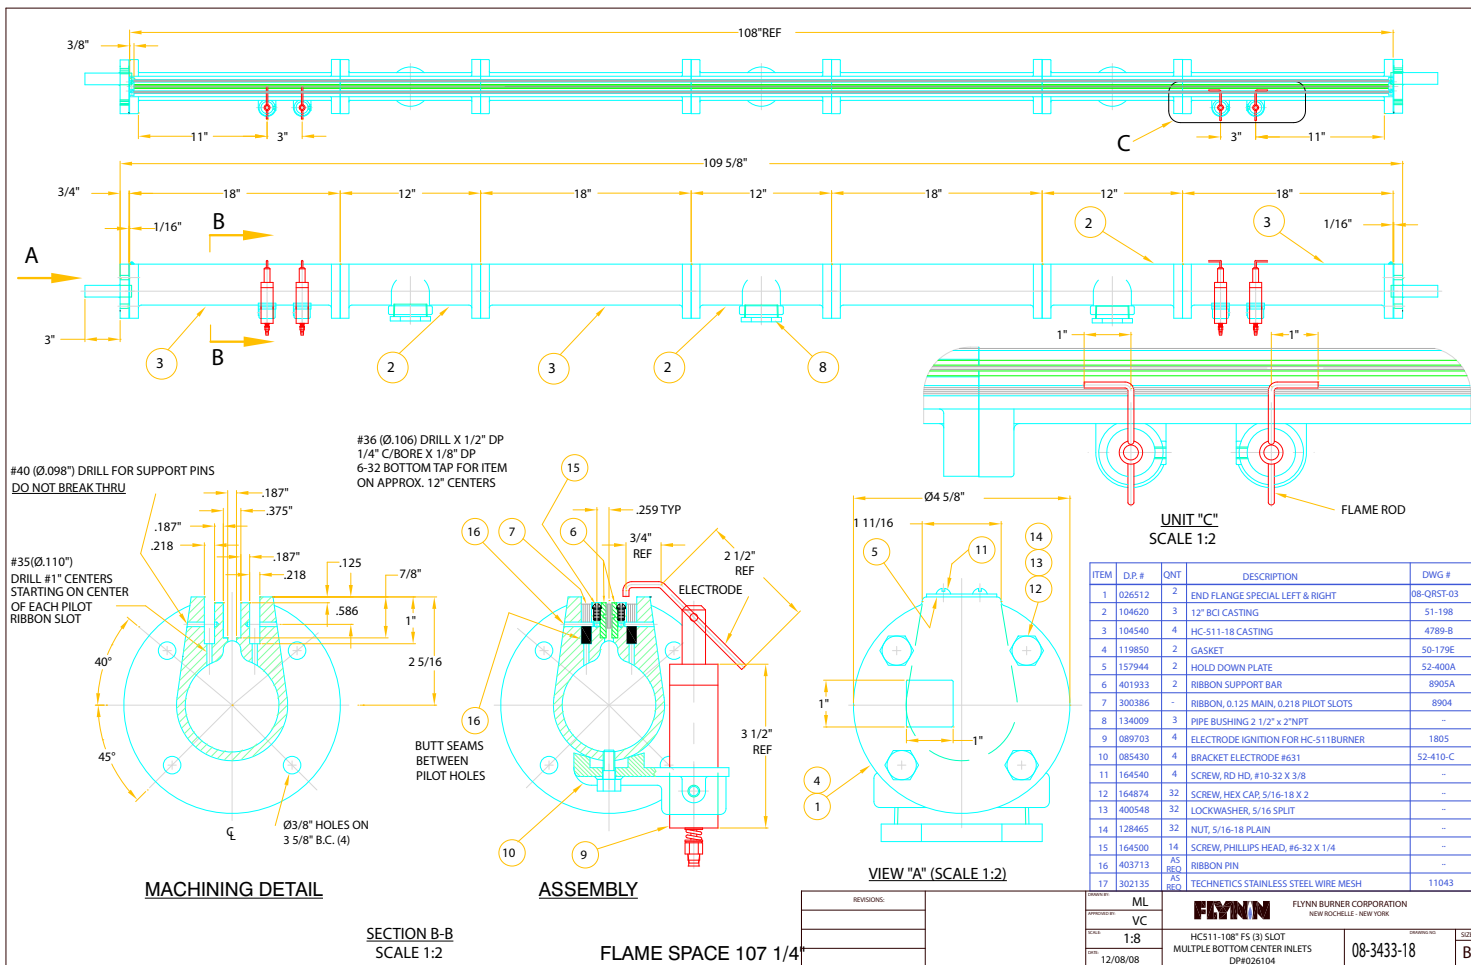 108"REF
3/8"
11"
3"
C
3"
11"
109 5/8"
3/4"
18"
12"
18"
12"
18"
12"
18"
1/16"
B
2
3
1/16"
A
3"
B
3
2
3
2
8
1"
1"
#36 (Ø.106) DRILL X 1/2" DP
1/4" C/BORE X 1/8" DP
6-32 BOTTOM TAP FOR ITEM
ON APPROX. 12" CENTERS
#40 (Ø.098") DRILL FOR SUPPORT PINS
DO NOT BREAK THRU
.187"
.375"
.187"
.218
.187"
.218
.125
.586
7/8"
1"
2 5/16
#35(Ø.110")
DRILL #1" CENTERS
STARTING ON CENTER
OF EACH PILOT
RIBBON SLOT
40°
45°
Ø3/8" HOLES ON
3 5/8" B.C. (4)
MACHINING DETAIL
15
16
7
6
.259 TYP
3/4"
REF
2 1/2"
REF
ELECTRODE
16
BUTT SEAMS
BETWEEN
PILOT HOLES
3 1/2"
REF
10
9
ASSEMBLY
SECTION B-B
SCALE 1:2
FLAME SPACE 107 1/4"
Ø4 5/8"
1 11/16
5
11
14
13
12
1"
1"
4
1
VIEW "A" (SCALE 1:2)
FLAME ROD
UNIT "C"
SCALE 1:2
ITEM D.P. # QNT DESCRIPTION DWG #
1 026512 2 END FLANGE SPECIAL LEFT & RIGHT 08-QRST-03
2 104620 3 12" BCI CASTING 51-198
3 104540 4 HC-511-18 CASTING 4789-B
4 119850 2 GASKET 50-179E
5 157944 2 HOLD DOWN PLATE 52-400A
6 401933 2 RIBBON SUPPORT BAR 8905A
7 300386 - RIBBON, 0.125 MAIN, 0.218 PILOT SLOTS 8904
8 134009 3 PIPE BUSHING 2 1/2" x 2"NPT --
9 089703 4 ELECTRODE IGNITION FOR HC-511BURNER 1805
10 085430 4 BRACKET ELECTRODE #631 52-410-C
11 164540 4 SCREW, RD HD, #10-32 X 3/8 --
12 164874 32 SCREW, HEX CAP, 5/16-18 X 2 --
13 400548 32 LOCKWASHER, 5/16 SPLIT --
14 128465 32 NUT, 5/16-18 PLAIN --
15 164500 14 SCREW, PHILLIPS HEAD, #6-32 X 1/4 --
16 403713 AS REQ RIBBON PIN --
17 302135 AS REQ TECHNETICS STAINLESS STEEL WIRE MESH 11043
REVISIONS:
DRAWN BY: ML
APPROVED BY: VC
SCALE: 1:8
DATE: 12/08/08
FLYNN
FLYNN BURNER CORPORATION
NEW ROCHELLE - NEW YORK
HC511-108" FS (3) SLOT
MULTPLE BOTTOM CENTER INLETS
DP#026104
DRAWING NO.
08-3433-18
SIZE
B